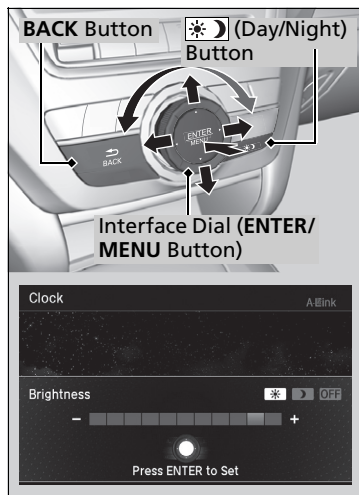 BACK Button
(Day/Night)
Button
ENTER
MENU
BACK
Interface Dial (ENTER/
MENU Button)
Clock
Brightness
OFF
- +
Press ENTER to Set